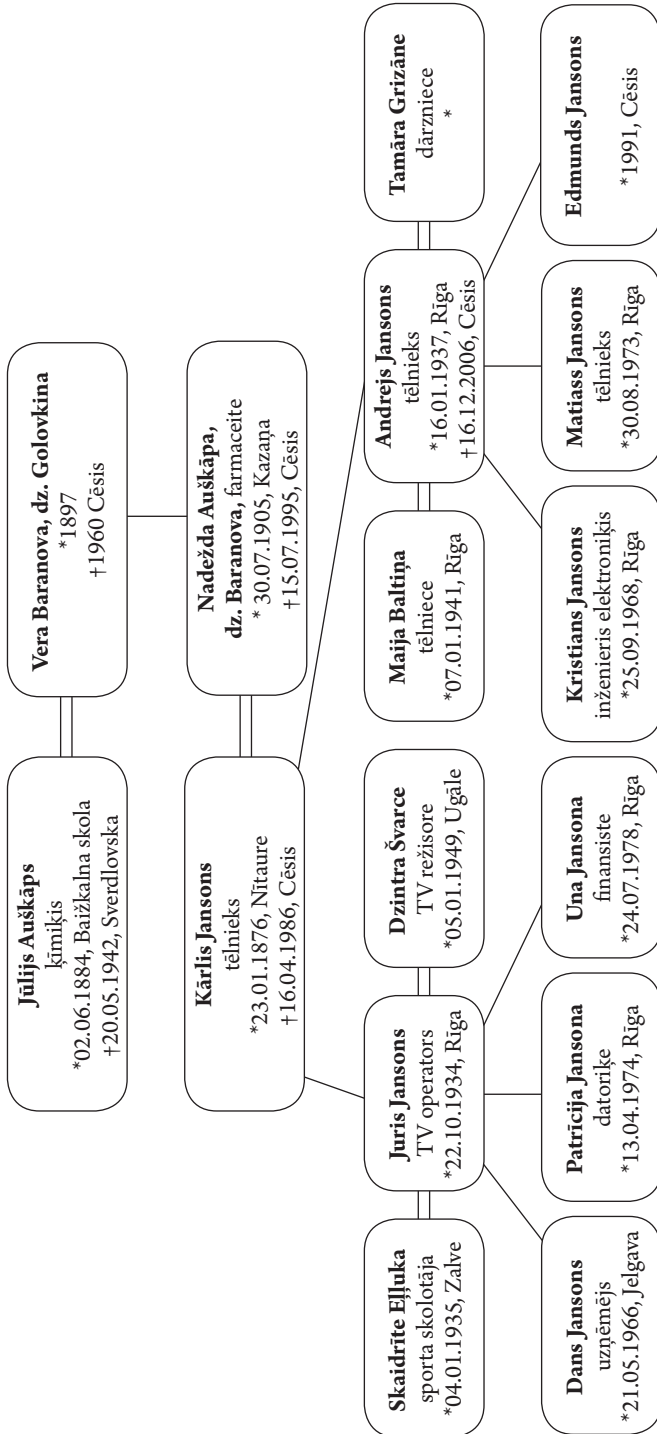 Jūlijs Auškāps
ķīmiķis
*02.06.1884, Baižkalna skola
†20.05.1942, Sverdlovska
Vera Baranova, dz. Golovkina
*1897
†1960 Cēsis
Kārlis Jansons
tēlnieks
*23.01.1876, Nītaure
†16.04.1986, Cēsis
Nadežda Auškāpa,
dz. Baranova, farmaceite
* 30.07.1905, Kazaņa
†15.07.1995, Cēsis
Skaidrīte Eļļuka
sporta skolotāja
*04.01.1935, Zalve
Juris Jansons
TV operators
*22.10.1934, Rīga
Dzintra Švarce
TV režisore
*05.01.1949, Ugāle
Maija Baltiņa
tēlniece
*07.01.1941, Rīga
Andrejs Jansons
tēlnieks
*16.01.1937, Rīga
†16.12.2006, Cēsis
Tamāra Grizāne
dārzniece
*
Dans Jansons
uzņēmējs
*21.05.1966, Jelgava
Patrīcija Jansona
datoriķe
*13.04.1974, Rīga
Una Jansona
finansiste
*24.07.1978, Rīga
Kristians Jansons
inženieris elektroniķis
*25.09.1968, Rīga
Matiass Jansons
tēlnieks
*30.08.1973, Rīga
Edmunds Jansons
*1991, Cēsis